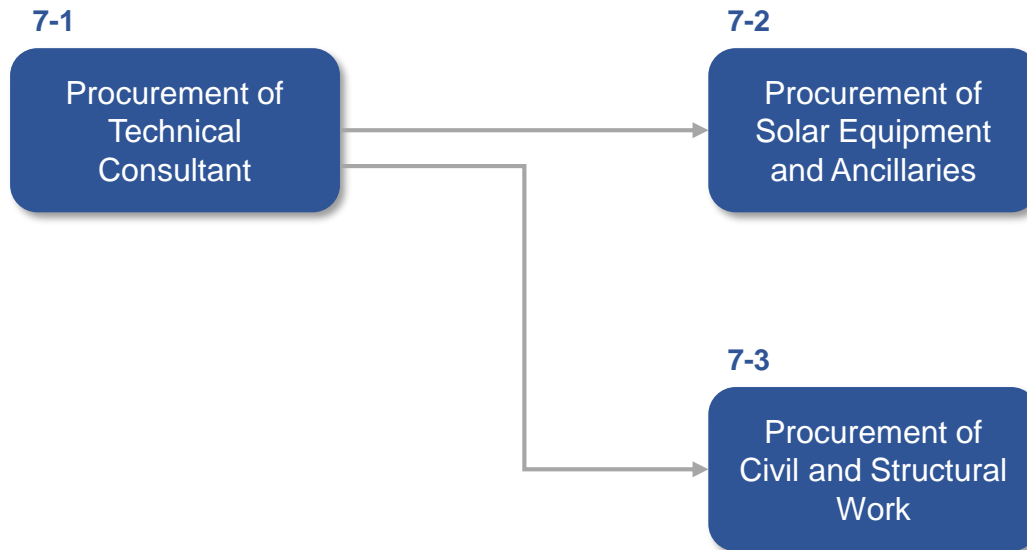 7-1
Procurement of
Technical
Consultant
7-2
Procurement of
Solar Equipment
and Ancillaries
7-3
Procurement of
Civil and Structural
Work